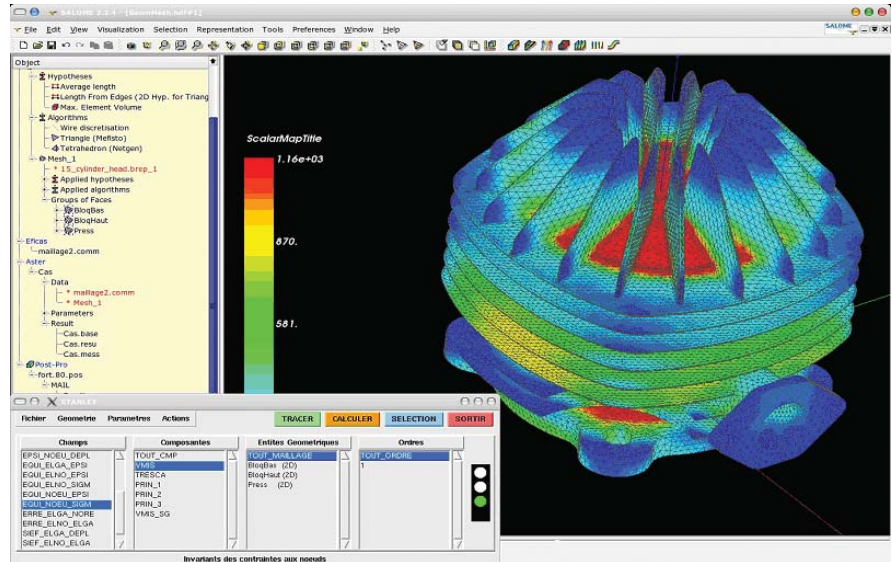 SALOME 3.2.4 - [GeomMesh.hdf#1]
File Edit View Visualization Selection Representation Tools Preferences Window Help
SALOME
Object
Hypotheses
Average length
Length From Edges (2D Hyp. for Triang
Max. Element Volume
Algorithms
Wire discretisation
Triangle (Mefisto)
Tetrahedron (Netgen)
Mesh_1
* 15_cylinder_head.brep_1
Applied hypotheses
Applied algorithms
Groups of Faces
BloqBas
BloqHaut
Press
Eficas
maillage2.comm
Aster
Cas
Data
* maillage2.comm
* Mesh_1
Parameters
Result
Cas.base
Cas.resu
Cas.mess
Post-Pro
fort.80.pos
MAIL
ScalarMapTitle
1.16e+03
870.
581.
STANLEY
Fichier Geometrie Parametres Actions TRACER CALCULER SELECTION SORTIR
Champs Composantes Entites Geometriques Ordres
EPSI_NOEU_DEPL TOUT_CMP TOUT_MAILLAGE TOUT_ORDRE
EQUI_ELGA_EPSI VMIS BloqBas (2D) 1
EQUI_ELNO_EPSI TRESCA BloqHaut (2D)
EQUI_ELNO_SIGM PRIN_1 Press (2D)
EQUI_NOEU_EPSI PRIN_2
EQUI_NOEU_SIGM PRIN_3
ERRE_ELGA_NORE VMIS_SG
ERRE_ELNO_ELGA
SIEF_ELGA_DEPL
SIEF_ELNO_ELGA
Invariants des contraintes aux noeuds